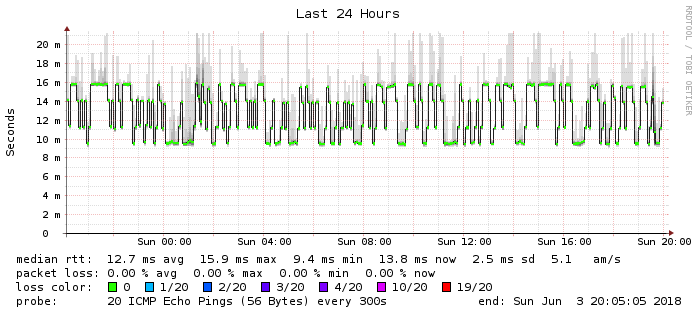 Last 24 Hours
RRDTOOL / TOBI OETIKER
Seconds
20 m
18 m
16 m
14 m
12 m
10 m
8 m
6 m
4 m
2 m
0
Sun 00:00 Sun 04:00 Sun 08:00 Sun 12:00 Sun 16:00 Sun 20:00
median rtt: 12.7 ms avg 15.9 ms max 9.4 ms min 13.8 ms now 2.5 ms sd 5.1 am/s
packet loss: 0.00 % avg 0.00 % max 0.00 % min 0.00 % now
loss color: 0 1/20 2/20 3/20 4/20 10/20 19/20
probe: 20 ICMP Echo Pings (56 Bytes) every 300s end: Sun Jun 3 20:05:05 2018